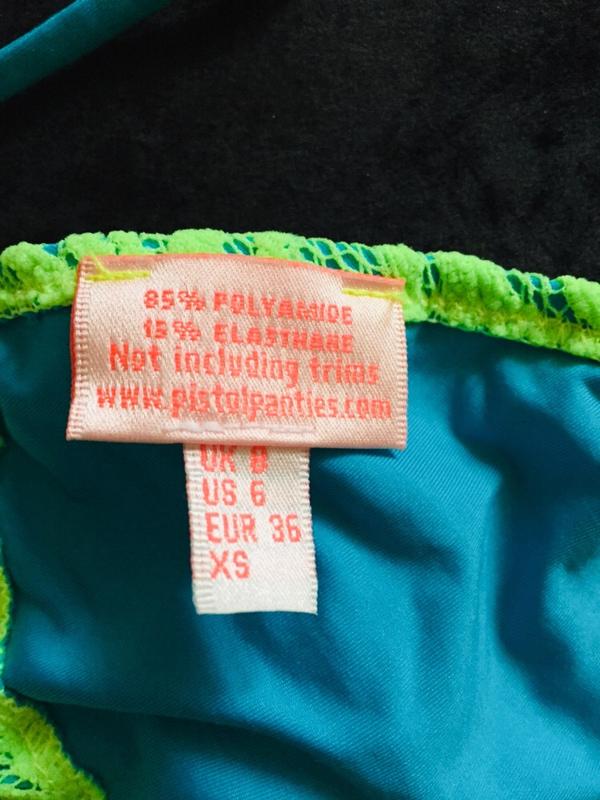 85% POLYAMIDE
15% ELASTHANE
Not including trims
www.pistolpanties.com
UK 8
US 6
EUR 36
XS